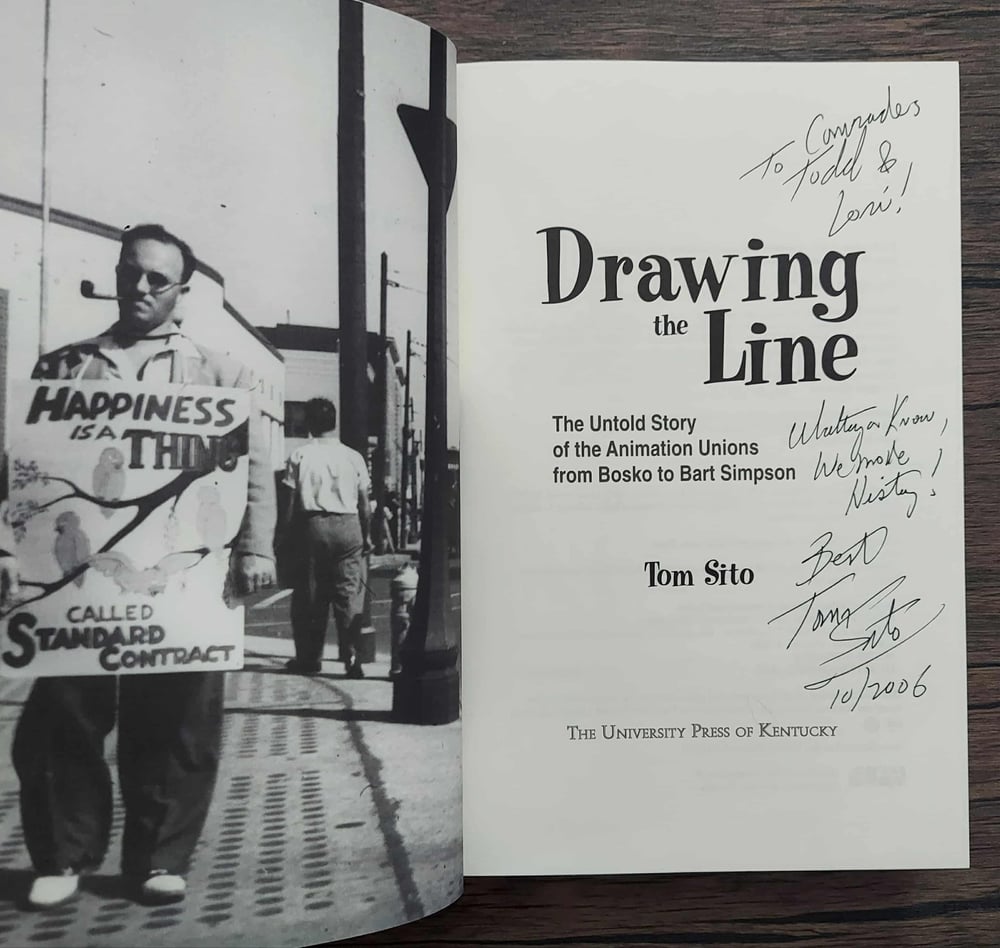 HAPPINESS
IS A THING
CALLED
STANDARD
CONTRACT
To Comrades
Todd &
Lori!
Drawing
the Line
The Untold Story
of the Animation Unions
from Bosko to Bart Simpson
Whattya Know,
We made
History!
Tom Sito
Best
Tom
Sito
10/2006
THE UNIVERSITY PRESS OF KENTUCKY